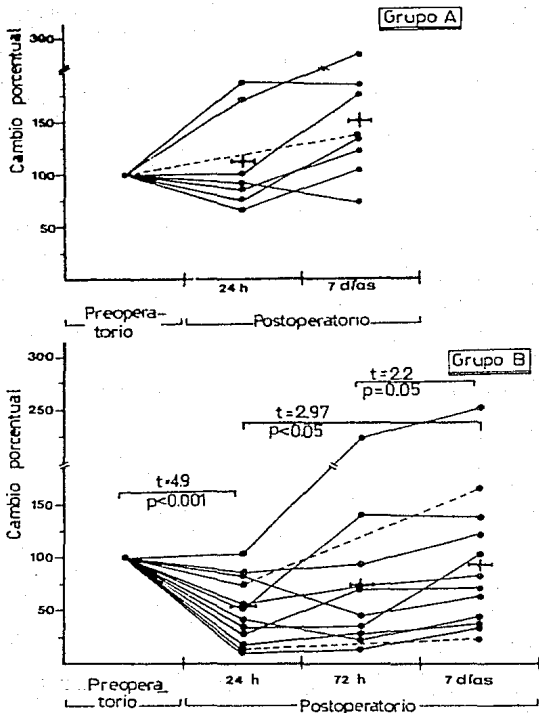 Grupo A
300
150
100
50
Cambio porcentual
24 h
7 días
Preopera-
torio
Postoperatorio
Grupo B
300
250
150
100
50
Cambio porcentual
t=2.2
p=0.05
t=2.97
p<0.05
t=4.9
p<0.001
24 h
72 h
7 días
Preopera-
torio
Postoperatorio